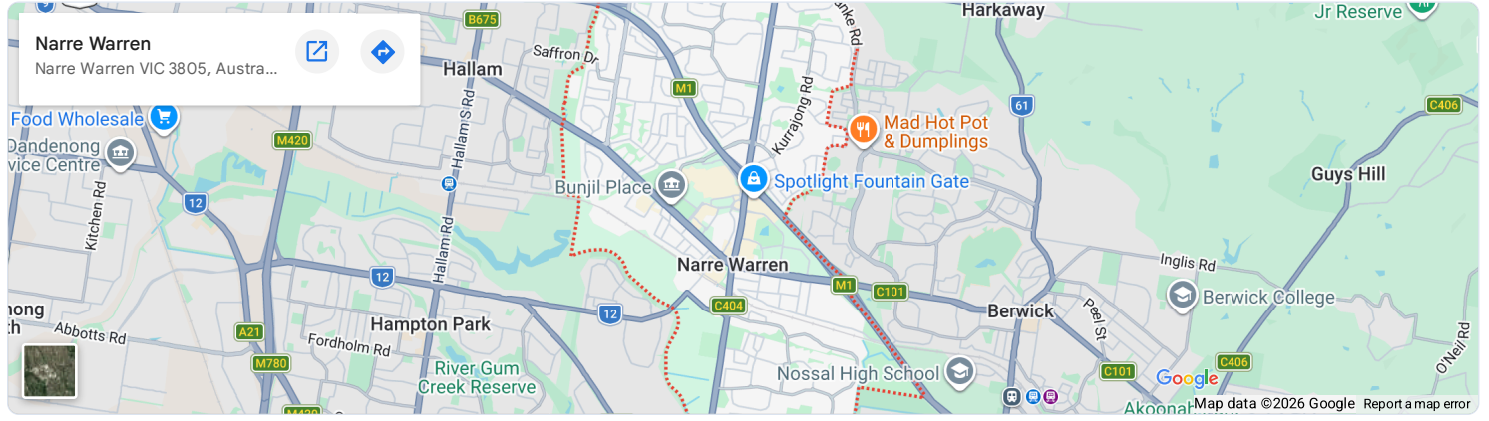 Narre Warren
Narre Warren VIC 3805, Austra...
B675
Hallam
Saffron Dr
M1
Harkaway
Jr Reserve
61
C406
Food Wholesale
M420
Hallam S Rd
Kurrajong Rd
Mad Hot Pot
& Dumplings
Dandenong
vice Centre
Bunjil Place
Spotlight Fountain Gate
Guys Hill
12
Kitchen Rd
Hallam Rd
Narre Warren
Inglis Rd
12
M1
C101
Berwick College
12
C404
Berwick
Peel St
Abbotts Rd
A21
Hampton Park
Fordholm Rd
O'Neil Rd
M780
River Gum
Creek Reserve
Nossal High School
C101
C406
Google
Map data ©2026 Google
Report a map error